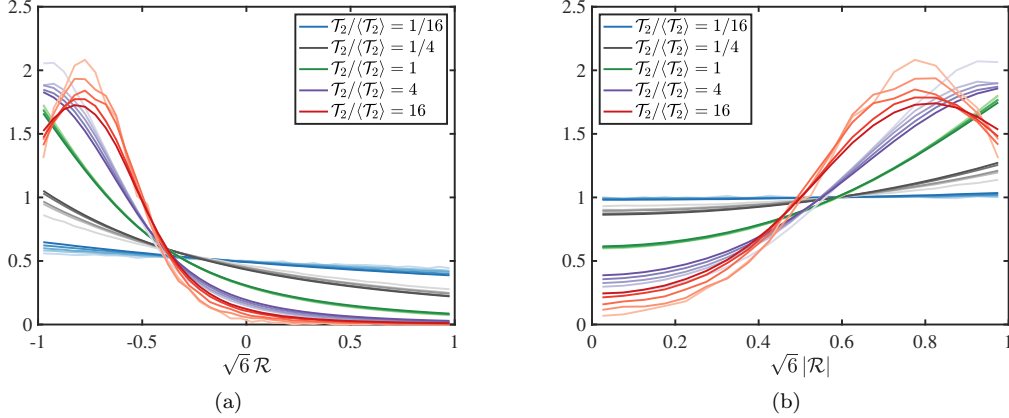 2.5
2
1.5
1
0.5
0
-1
-0.5
0
0.5
1
√6 R
T₂/⟨T₂⟩ = 1/16
T₂/⟨T₂⟩ = 1/4
T₂/⟨T₂⟩ = 1
T₂/⟨T₂⟩ = 4
T₂/⟨T₂⟩ = 16
(a)
2.5
2
1.5
1
0.5
0
0
0.2
0.4
0.6
0.8
1
√6 |R|
T₂/⟨T₂⟩ = 1/16
T₂/⟨T₂⟩ = 1/4
T₂/⟨T₂⟩ = 1
T₂/⟨T₂⟩ = 4
T₂/⟨T₂⟩ = 16
(b)